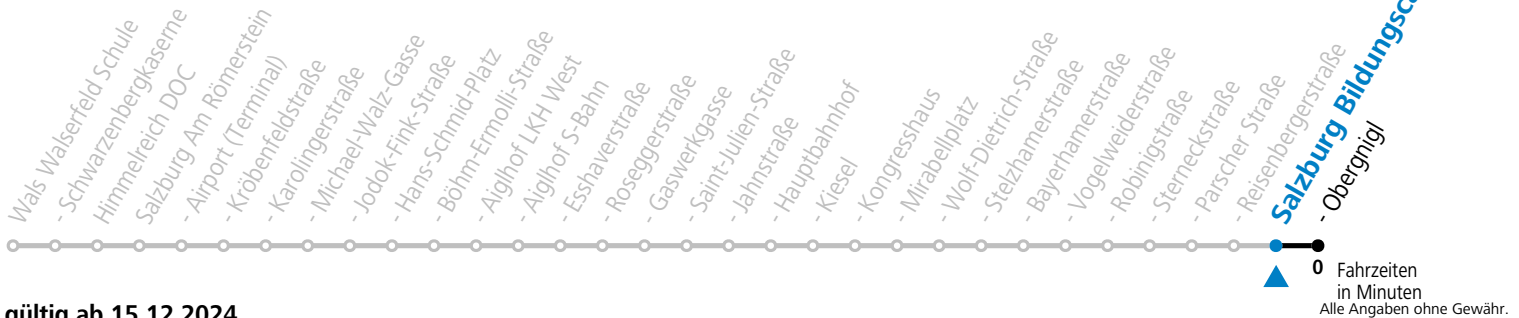 Wals Walserfeld Schule
- Schwarzenbergkaserne
Himmelreich DOC
Salzburg Am Römerstein
- Airport (Terminal)
- Kröbenfeldstraße
- Karolingerstraße
- Michael-Walz-Gasse
- Jodok-Fink-Straße
- Hans-Schmid-Platz
- Böhm-Ermolli-Straße
- Aiglhof LKH West
- Aiglhof S-Bahn
- Esshaverstraße
- Roseggerstraße
- Gaswerkgasse
- Saint-Julien-Straße
- Jahnstraße
- Hauptbahnhof
- Kiesel
- Kongresshaus
- Mirabellplatz
- Wolf-Dietrich-Straße
- Stelzhamerstraße
- Bayerhamerstraße
- Vogelweiderstraße
- Robinigstraße
- Sterneckstraße
- Parscher Straße
- Reisenbergerstraße
Salzburg
- Obergnigl
0 Fahrzeiten
in Minuten
Alle Angaben ohne Gewähr.
gültig ab 15.12.2024